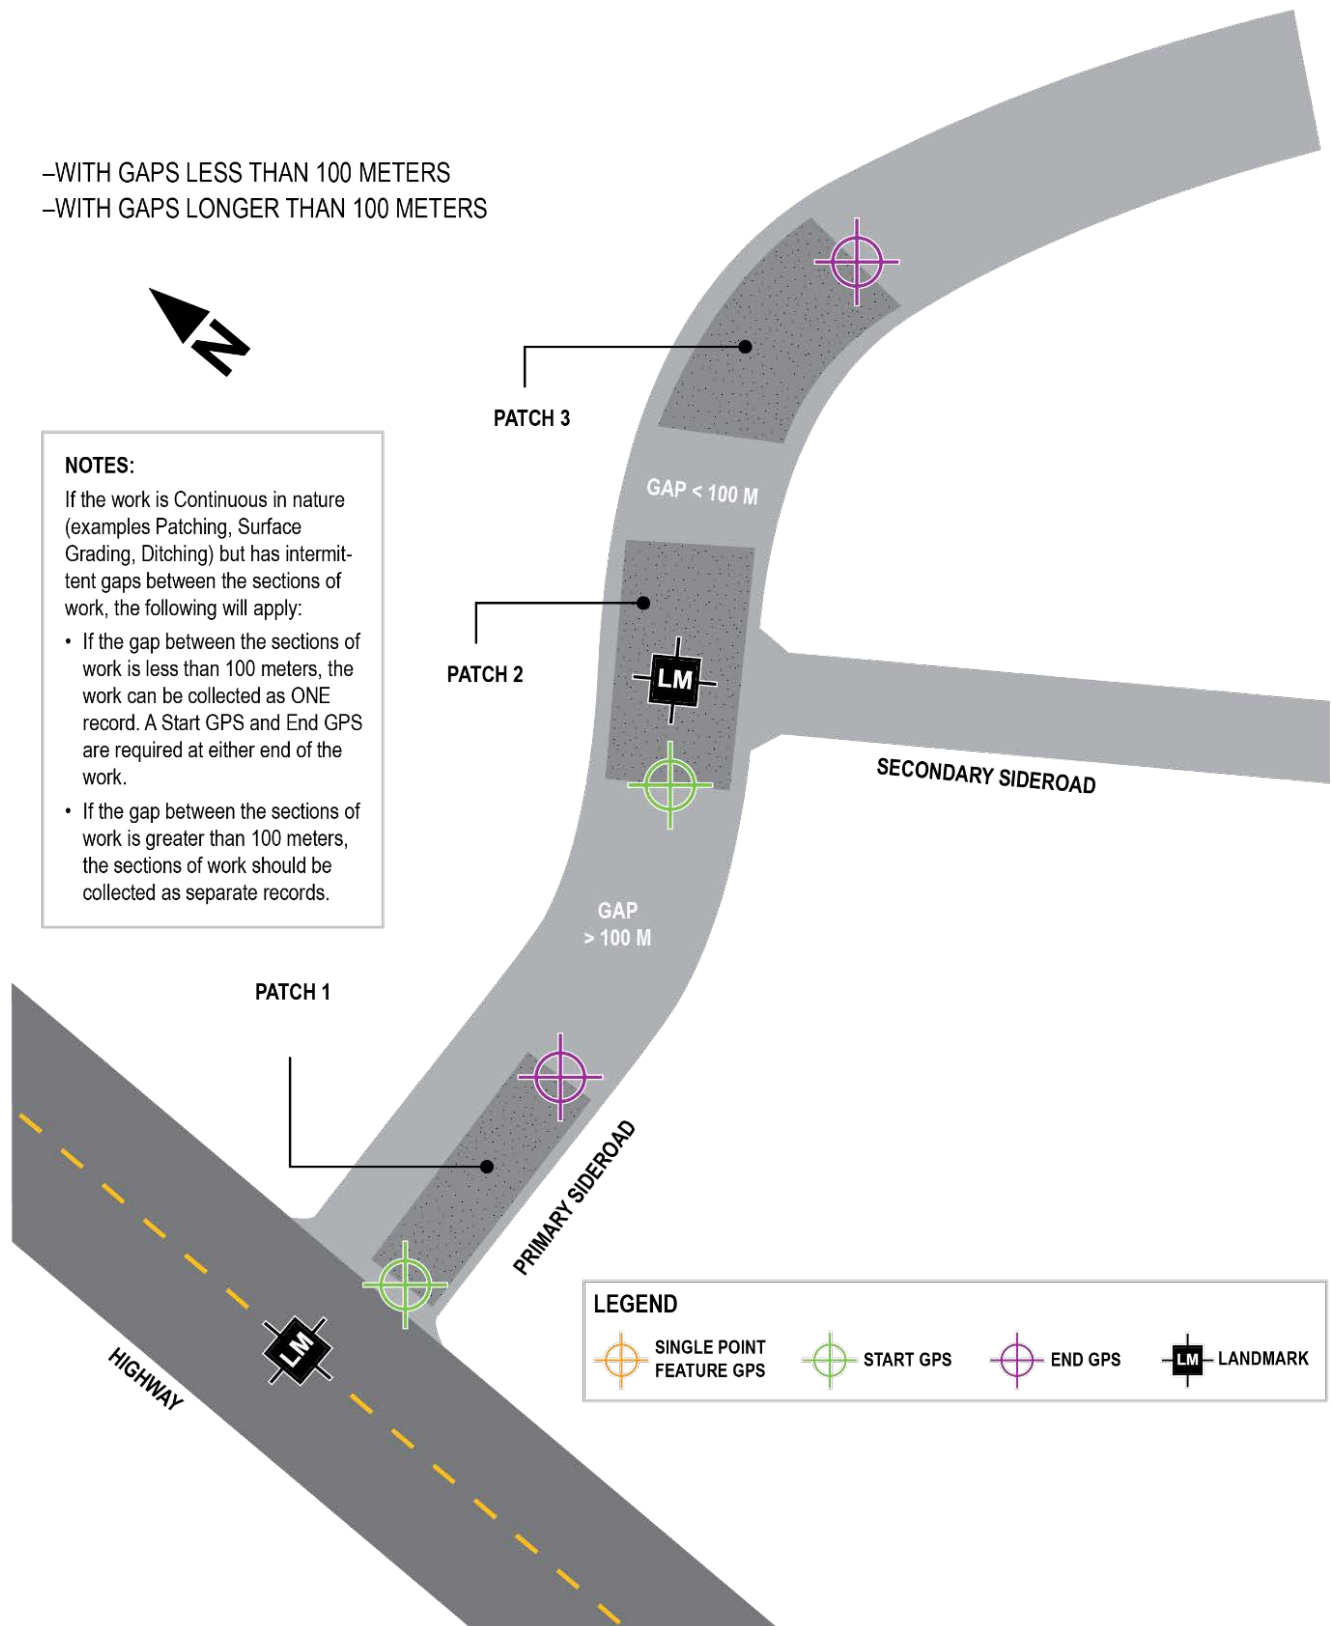 –WITH GAPS LESS THAN 100 METERS
–WITH GAPS LONGER THAN 100 METERS
N
PATCH 3
NOTES:
If the work is Continuous in nature
(examples Patching, Surface
Grading, Ditching) but has intermit-
tent gaps between the sections of
work, the following will apply:
• If the gap between the sections of
work is less than 100 meters, the
work can be collected as ONE
record. A Start GPS and End GPS
are required at either end of the
work.
• If the gap between the sections of
work is greater than 100 meters,
the sections of work should be
collected as separate records.
GAP < 100 M
PATCH 2
LM
SECONDARY SIDEROAD
GAP
> 100 M
PATCH 1
PRIMARY SIDEROAD
LM
HIGHWAY
LEGEND
SINGLE POINT
FEATURE GPS
START GPS
END GPS
LM
LANDMARK